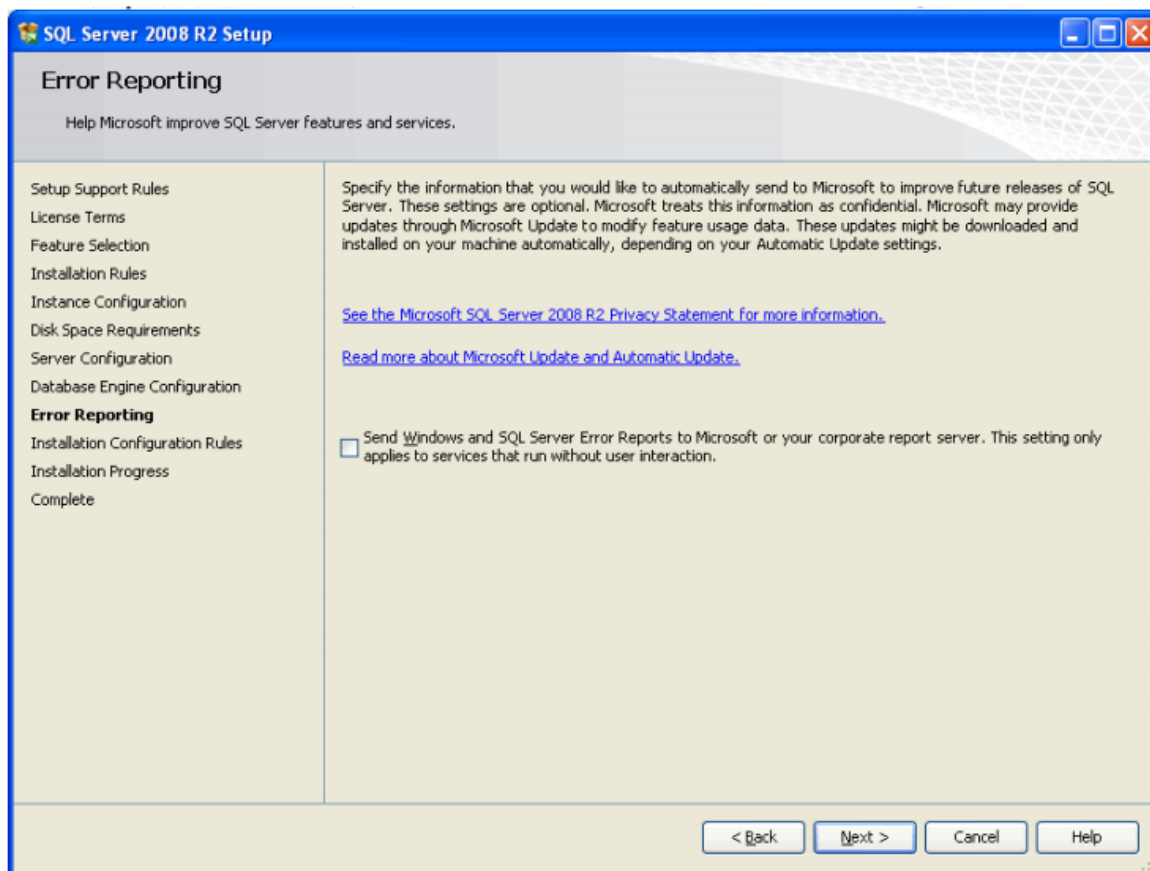 SQL Server 2008 R2 Setup
Error Reporting
Help Microsoft improve SQL Server features and services.
Setup Support Rules
License Terms
Feature Selection
Installation Rules
Instance Configuration
Disk Space Requirements
Server Configuration
Database Engine Configuration
Error Reporting
Installation Configuration Rules
Installation Progress
Complete
Specify the information that you would like to automatically send to Microsoft to improve future releases of SQL
Server. These settings are optional. Microsoft treats this information as confidential. Microsoft may provide
updates through Microsoft Update to modify feature usage data. These updates might be downloaded and
installed on your machine automatically, depending on your Automatic Update settings.
See the Microsoft SQL Server 2008 R2 Privacy Statement for more information.
Read more about Microsoft Update and Automatic Update.
Send Windows and SQL Server Error Reports to Microsoft or your corporate report server. This setting only
applies to services that run without user interaction.
< Back
Next >
Cancel
Help